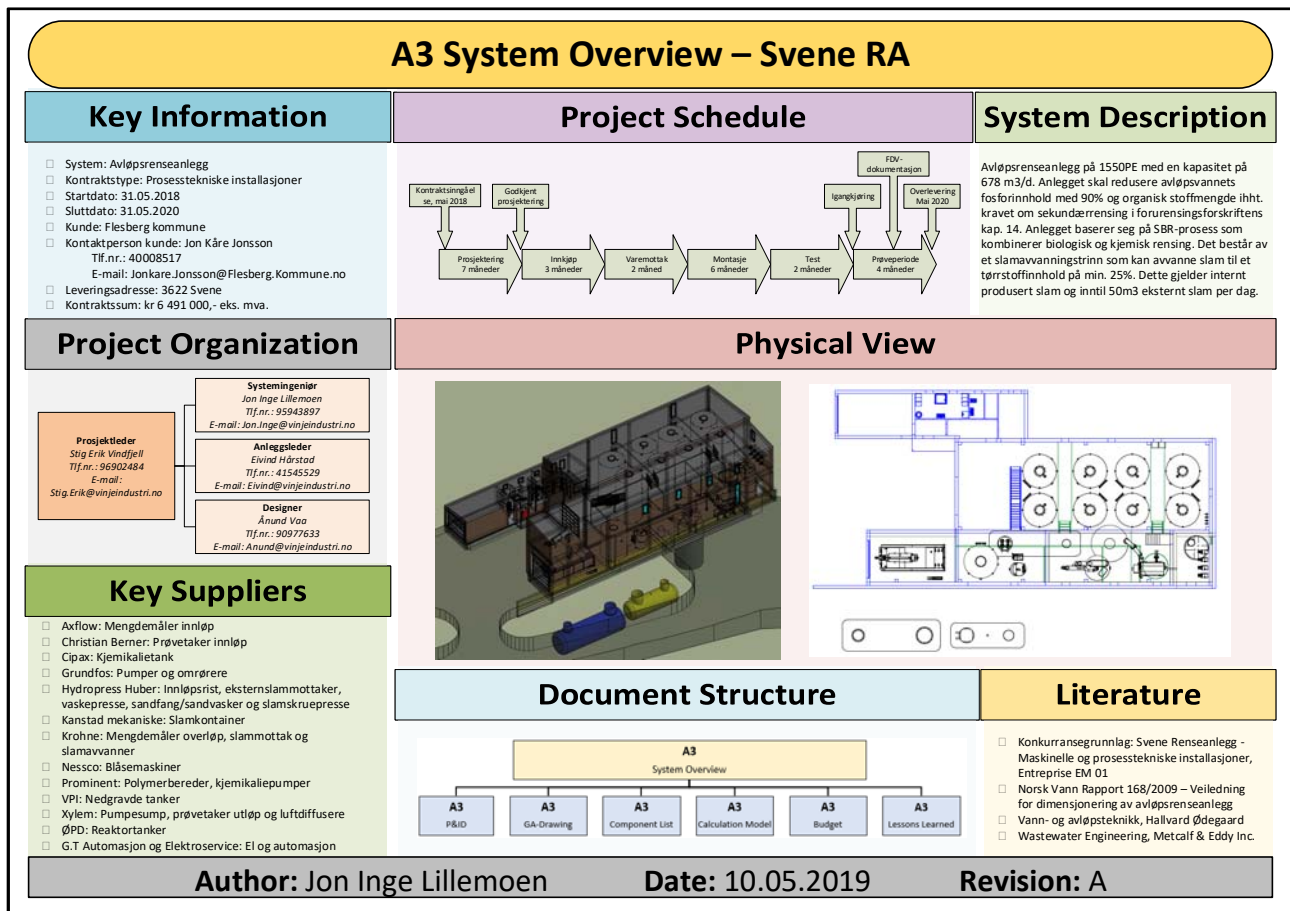 A3 System Overview – Svene RA
Key Information
System: Avløpsrenseanlegg
Kontraktstype: Prosesstekniske installasjoner
Startdato: 31.05.2018
Sluttdato: 31.05.2020
Kunde: Flesberg kommune
Kontaktperson kunde: Jon Kåre Jonsson
Tlf.nr.: 40008517
E-mail: Jonkare.Jonsson@Flesberg.Kommune.no
Leveringsadresse: 3622 Svene
Kontraktssum: kr 6 491 000,- eks. mva.
Project Schedule
Kontraktsinngåel
se, mai 2018
Godkjent
prosjektering
Igangkjøring
FDV-
dokumentasjon
Overlevering
Mai 2020
Prosjektering
7 måneder
Innkjøp
3 måneder
Varemottak
2 måned
Montasje
6 måneder
Test
2 måneder
Prøveperiode
4 måneder
System Description
Avløpsrenseanlegg på 1550PE med en kapasitet på
678 m3/d. Anlegget skal redusere avløpsvannets
fosforinnhold med 90% og organisk stoffmengde ihht.
kravet om sekundærrensing i forurensingsforskriftens
kap. 14. Anlegget baserer seg på SBR-prosess som
kombinerer biologisk og kjemisk rensing. Det består av
et slamavvanningstrinn som kan avvanne slam til et
tørrstoffinnhold på min. 25%. Dette gjelder internt
produsert slam og inntil 50m3 eksternt slam per dag.
Project Organization
Prosjektleder
Stig Erik Vindfjell
Tlf.nr.: 96902484
E-mail:
Stig.Erik@vinjeindustri.no
Systemingeniør
Jon Inge Lillemoen
Tlf.nr.: 95943897
E-mail: Jon.Inge@vinjeindustri.no
Anleggsleder
Eivind Hårstad
Tlf.nr.: 41545529
E-mail: Eivind@vinjeindustri.no
Designer
Ånund Vaa
Tlf.nr.: 90977633
E-mail: Anund@vinjeindustri.no
Physical View
Key Suppliers
Axflow: Mengdemåler innløp
Christian Berner: Prøvetaker innløp
Cipax: Kjemikalietank
Grundfos: Pumper og omrørere
Hydropress Huber: Innløpsrist, eksternslammottaker,
vaskepresse, sandfang/sandvasker og slamskruepresse
Kanstad mekaniske: Slamkontainer
Krohne: Mengdemåler overløp, slammottak og
slamavvanner
Nessco: Blåsemaskiner
Prominent: Polymerbereder, kjemikaliepumper
VPI: Nedgravde tanker
Xylem: Pumpesump, prøvetaker utløp og luftdiffusere
ØPD: Reaktortanker
G.T Automasjon og Elektroservice: El og automasjon
Document Structure
A3
System Overview
A3
P&ID
A3
GA-Drawing
A3
Component List
A3
Calculation Model
A3
Budget
A3
Lessons Learned
Literature
Konkurransegrunnlag: Svene Renseanlegg -
Maskinelle og prosesstekniske installasjoner,
Entreprise EM 01
Norsk Vann Rapport 168/2009 – Veiledning
for dimensjonering av avløpsrenseanlegg
Vann- og avløpsteknikk, Hallvard Ødegaard
Wastewater Engineering, Metcalf & Eddy Inc.
Author: Jon Inge Lillemoen Date: 10.05.2019 Revision: A